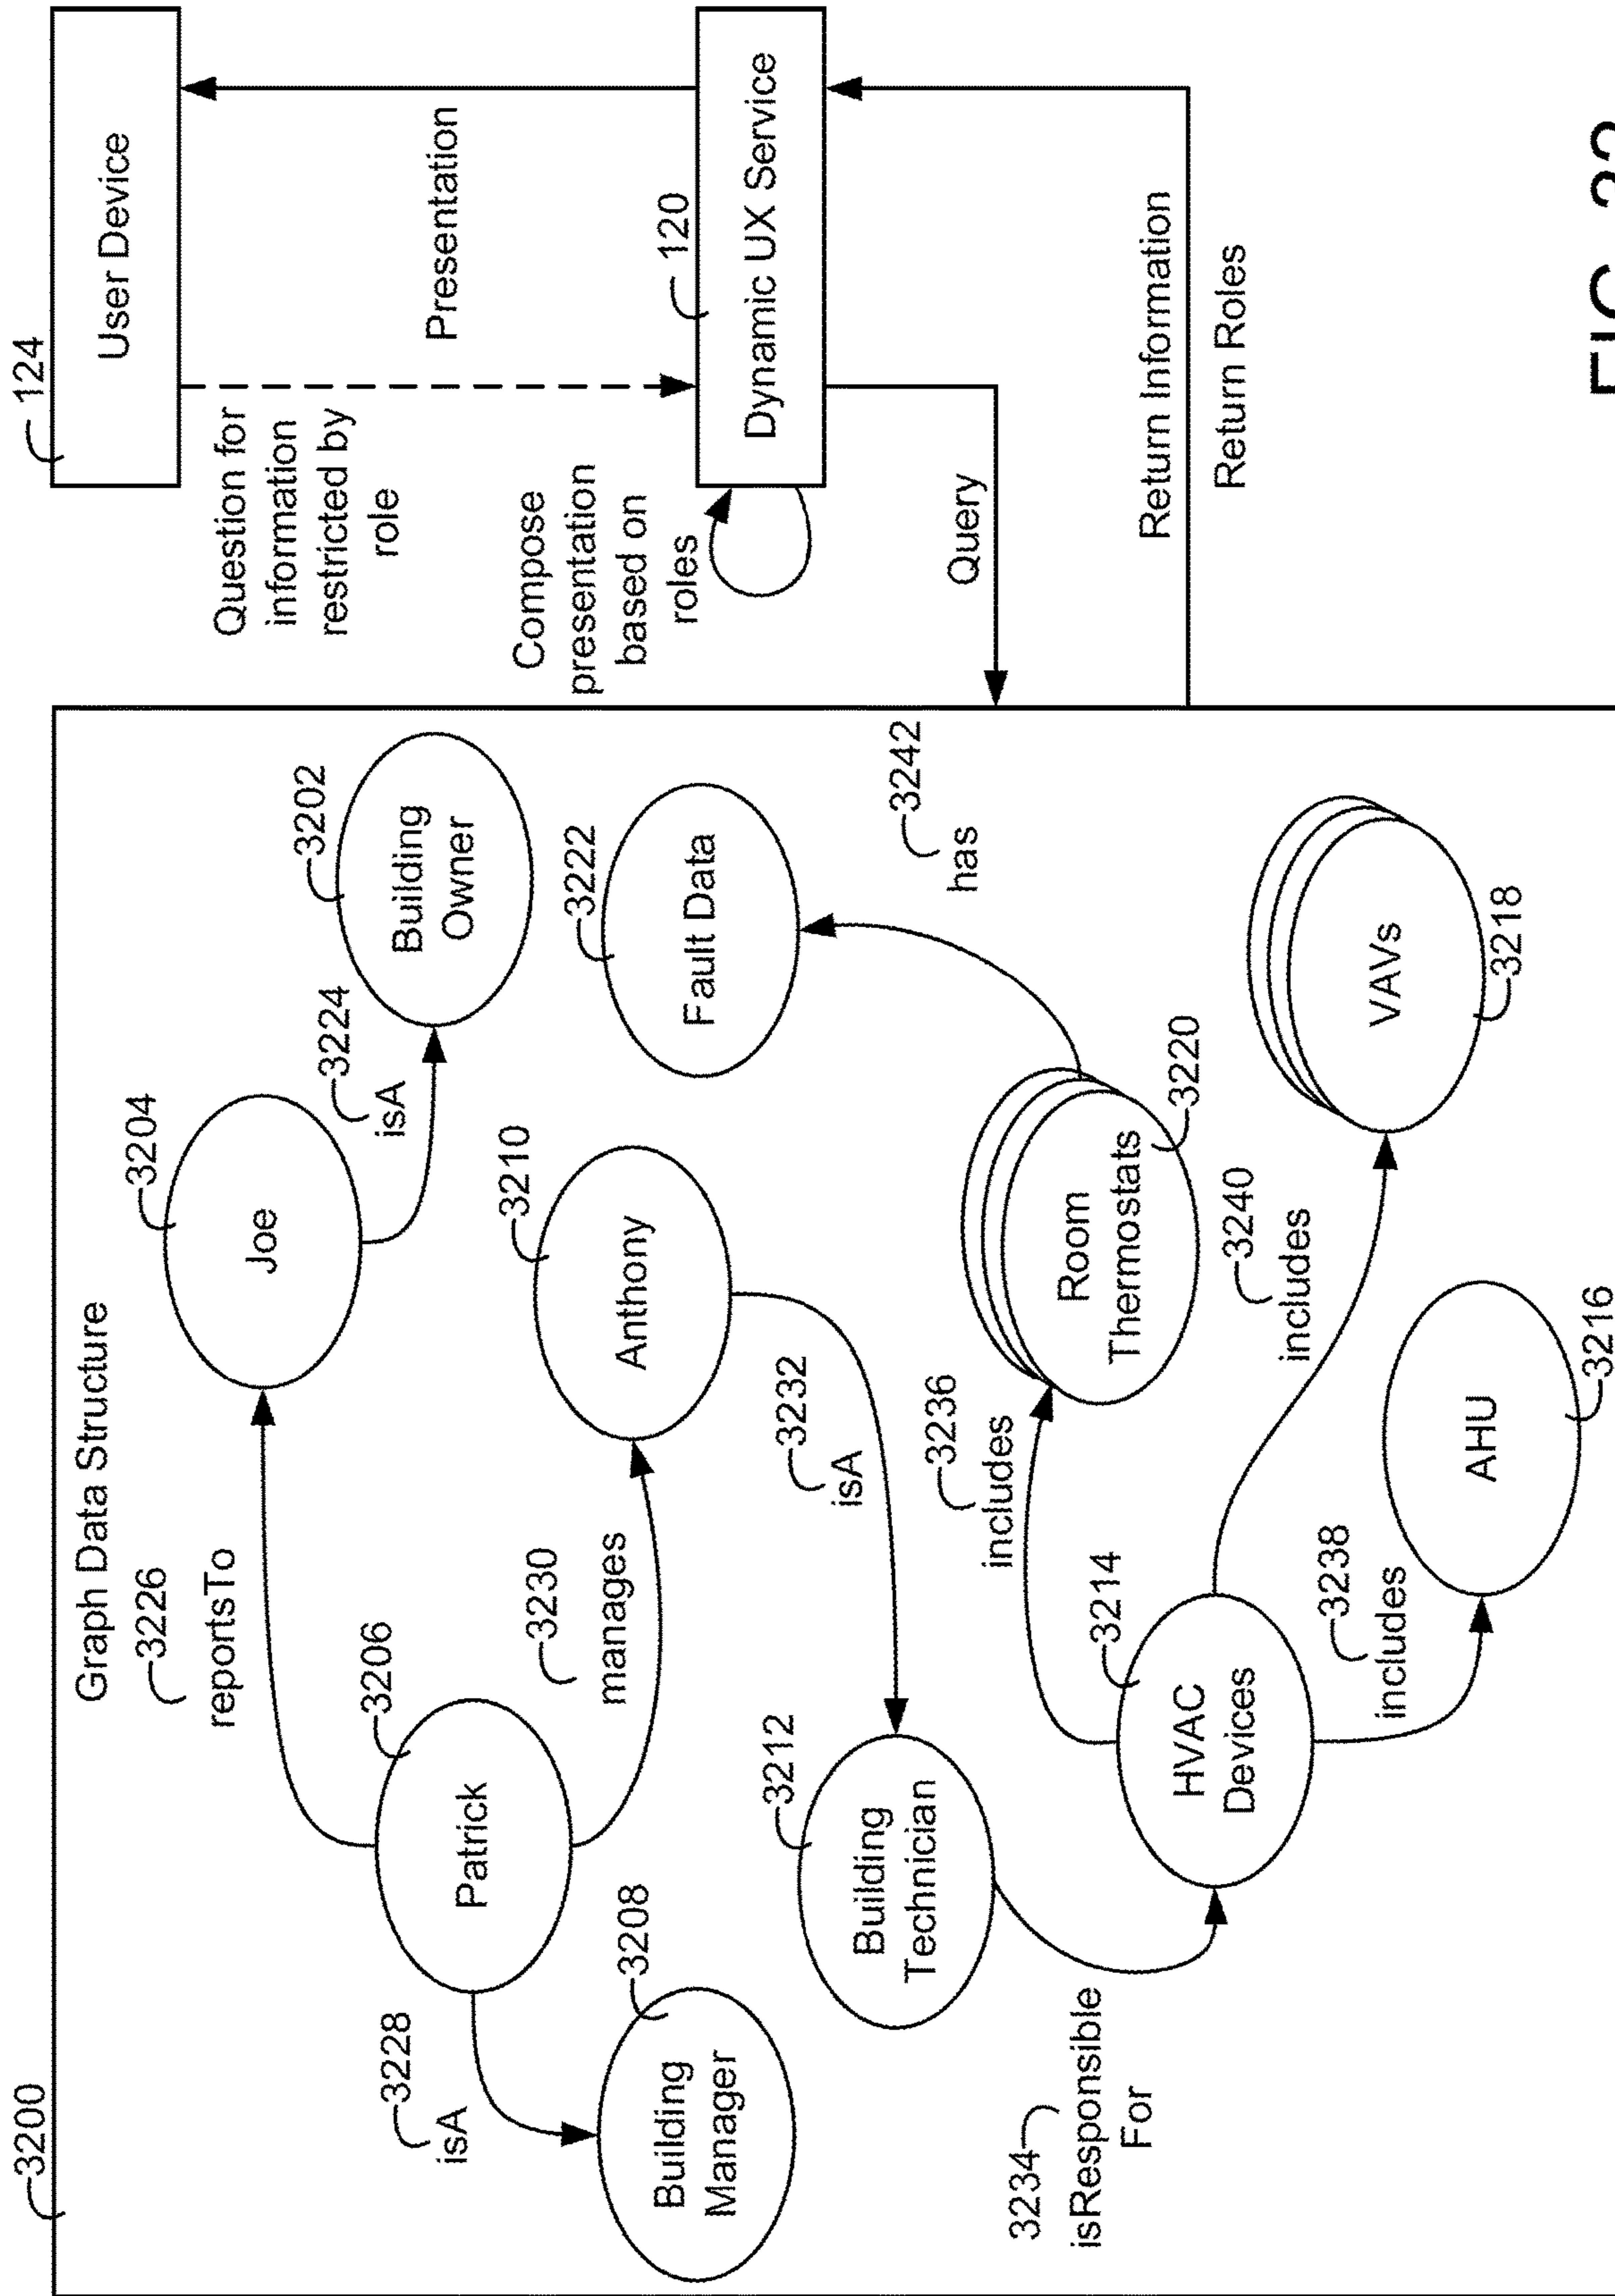 3200
Graph Data Structure
3226
reportsTo
3204
Joe
3224
isA
3202
Building
Owner
3206
Patrick
3228
isA
3208
Building
Manager
3230
manages
3210
Anthony
3222
Fault Data
3232
isA
3212
Building
Technician
3234
isResponsible
For
3214
HVAC
Devices
3236
includes
Room
Thermostats
3220
3242
has
3240
includes
VAVs
3218
3238
includes
AHU
3216
124
User Device
Question for
information
restricted by
role
Presentation
Compose
presentation
based on
roles
120
Dynamic UX Service
Query
Return Information
Return Roles